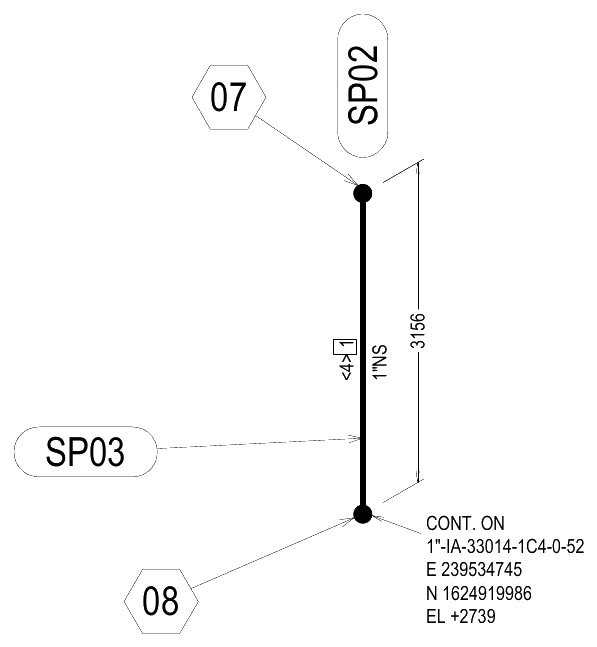 SP02
07
3156
<4> 1
1"NS
SP03
CONT. ON
1"-IA-33014-1C4-0-52
E 239534745
N 1624919986
EL +2739
08